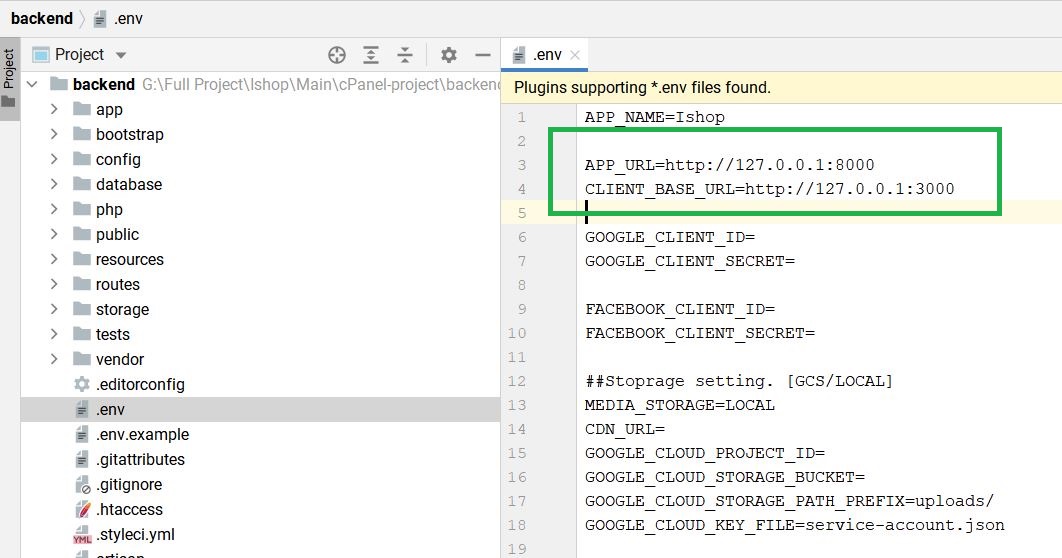 backend .env
Project
Project
backend G:\Full Project\Ishop\Main\cPanel-project\backend
app
bootstrap
config
database
php
public
resources
routes
storage
tests
vendor
.editorconfig
.env
.env.example
.gitattributes
.gitignore
.htaccess
YML .styleci.yml
artisan
.env
Plugins supporting *.env files found.
1 APP_NAME=Ishop
2
3 APP_URL=http://127.0.0.1:8000
4 CLIENT_BASE_URL=http://127.0.0.1:3000
5
6 GOOGLE_CLIENT_ID=
7 GOOGLE_CLIENT_SECRET=
8
9 FACEBOOK_CLIENT_ID=
10 FACEBOOK_CLIENT_SECRET=
11
12 ##Stoprage setting. [GCS/LOCAL]
13 MEDIA_STORAGE=LOCAL
14 CDN_URL=
15 GOOGLE_CLOUD_PROJECT_ID=
16 GOOGLE_CLOUD_STORAGE_BUCKET=
17 GOOGLE_CLOUD_STORAGE_PATH_PREFIX=uploads/
18 GOOGLE_CLOUD_KEY_FILE=service-account.json
19